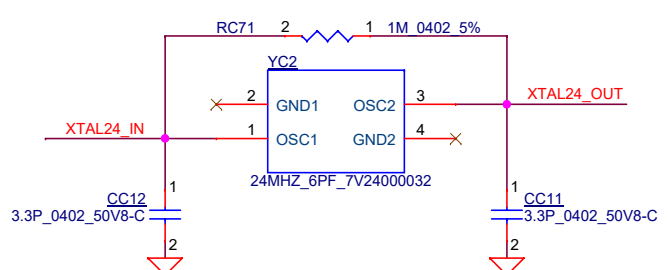 RC71 2 1 1M_0402_5%
YC2
2 GND1 OSC2 3 XTAL24_OUT
XTAL24_IN 1 OSC1 GND2 4
24MHZ_6PF_7V24000032
1 1
CC12 CC11
3.3P_0402_50V8-C 3.3P_0402_50V8-C
2 2